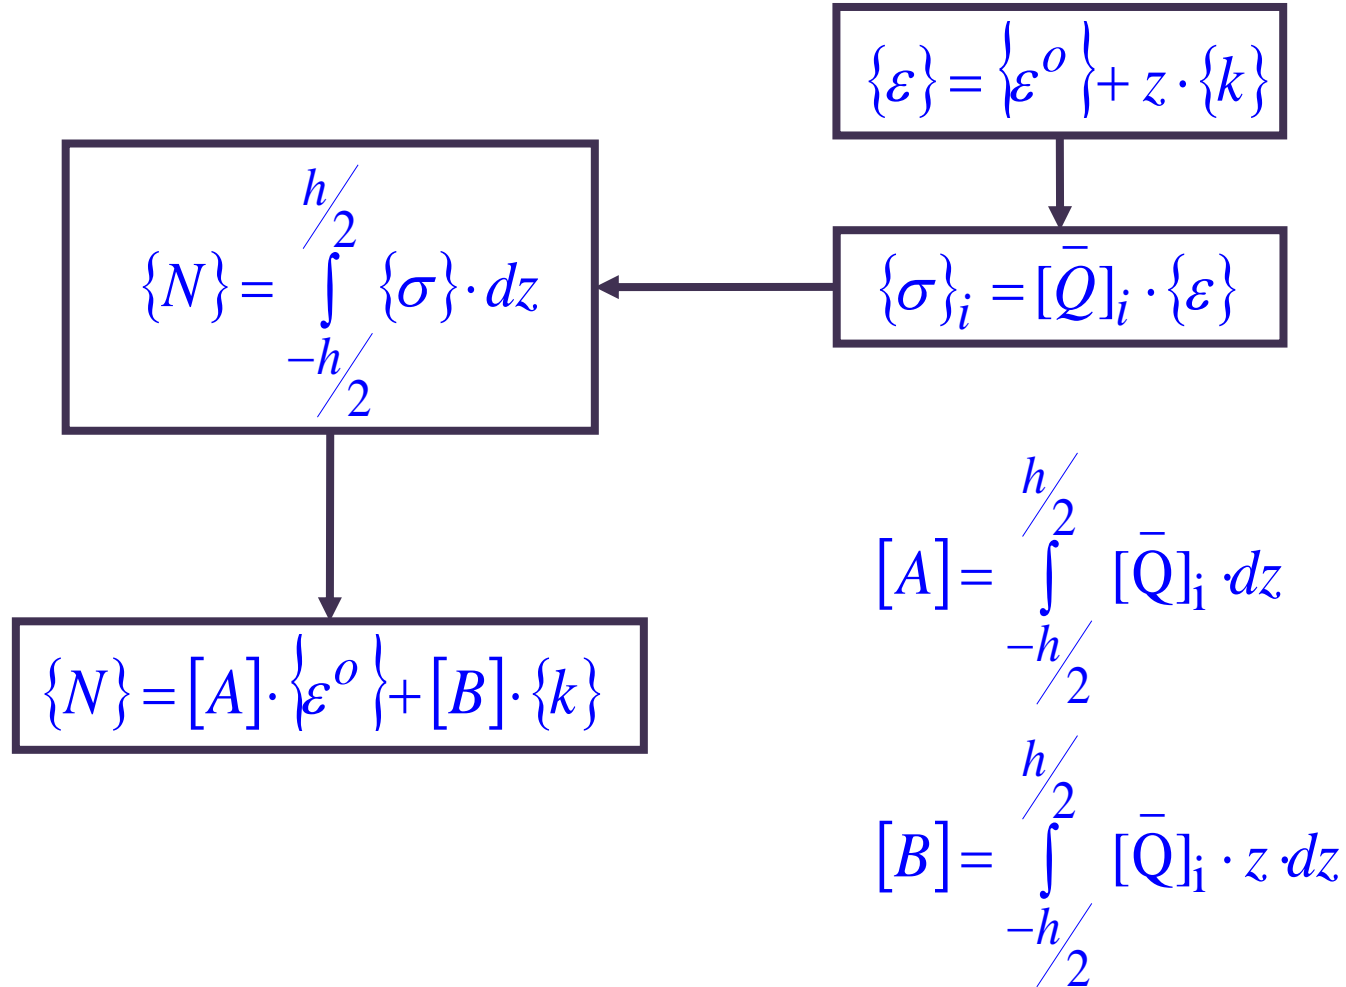 {ε} = {ε^o} + z · {k}
{σ}_i = [Q̄]_i · {ε}
{N} = ∫_{-h/2}^{h/2} {σ} · dz
{N} = [A] · {ε^o} + [B] · {k}
[A] = ∫_{-h/2}^{h/2} [Q̄]_i · dz
[B] = ∫_{-h/2}^{h/2} [Q̄]_i · z · dz